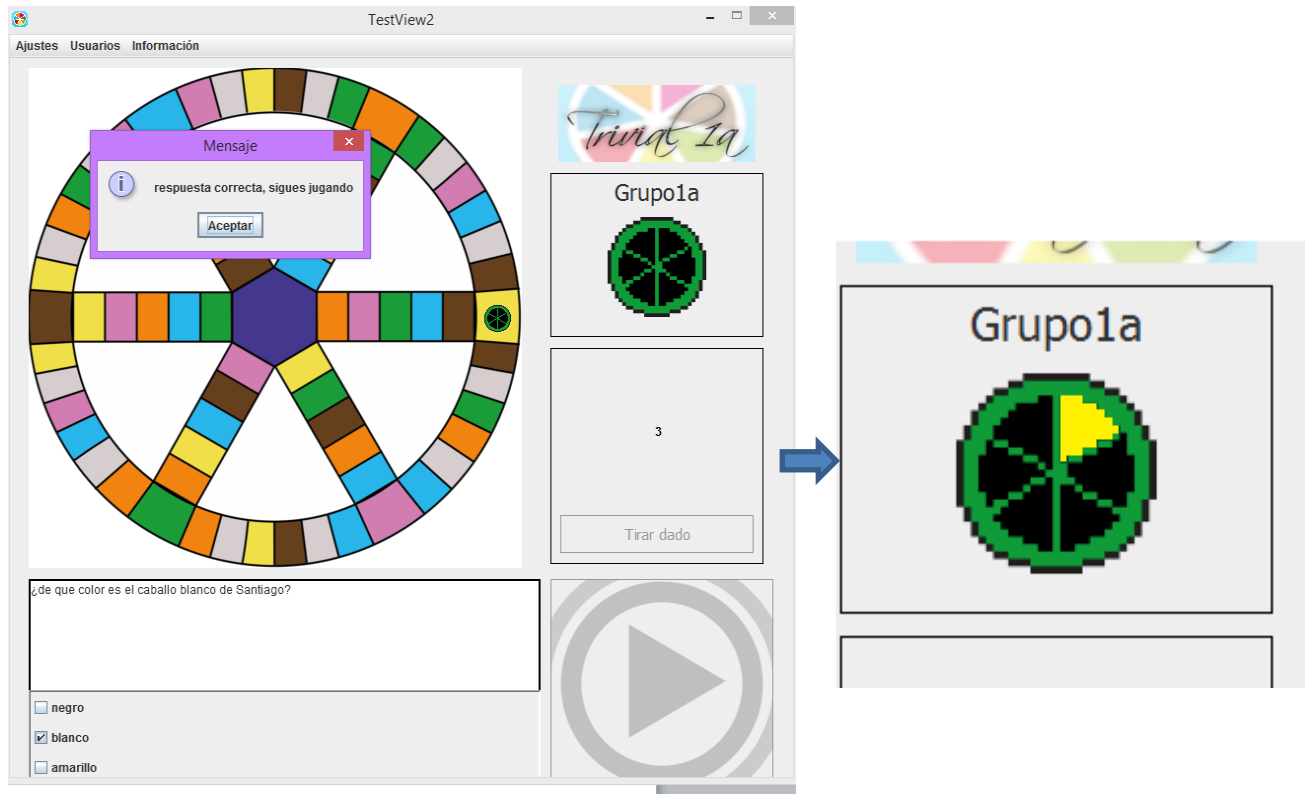 TestView2
Ajustes Usuarios Información
Trivial 1a
Mensaje
respuesta correcta, sigues jugando
Aceptar
Grupo1a
3
Tirar dado
¿de que color es el caballo blanco de Santiago?
negro
blanco
amarillo
Grupo1a